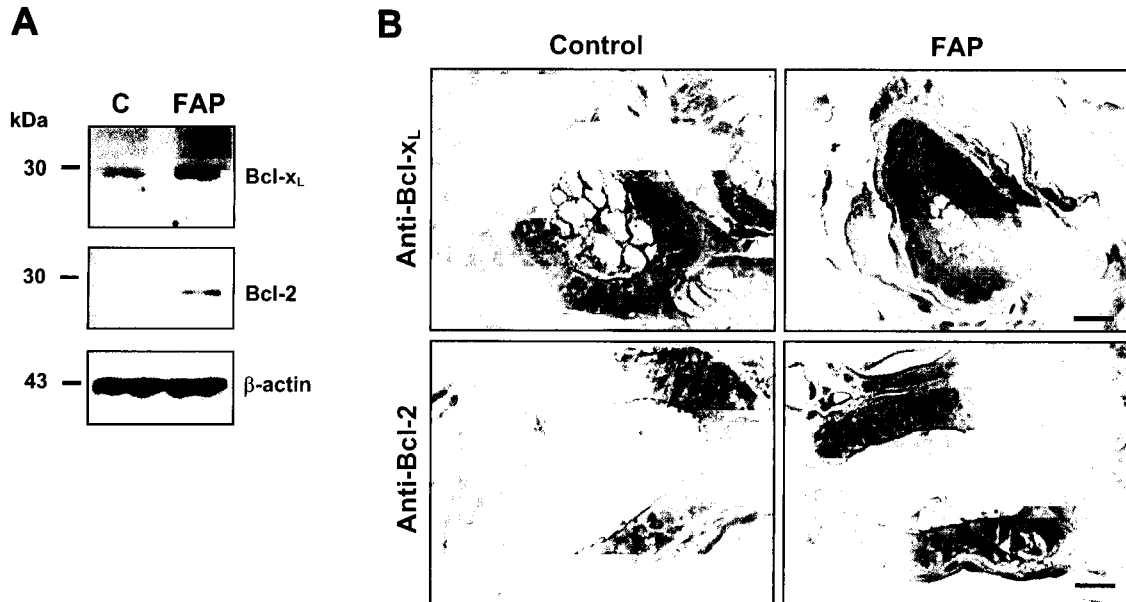 A
C FAP
kDa
30
Bcl-xL
30
Bcl-2
43
β-actin
B
Control FAP
Anti-Bcl-xL
Anti-Bcl-2